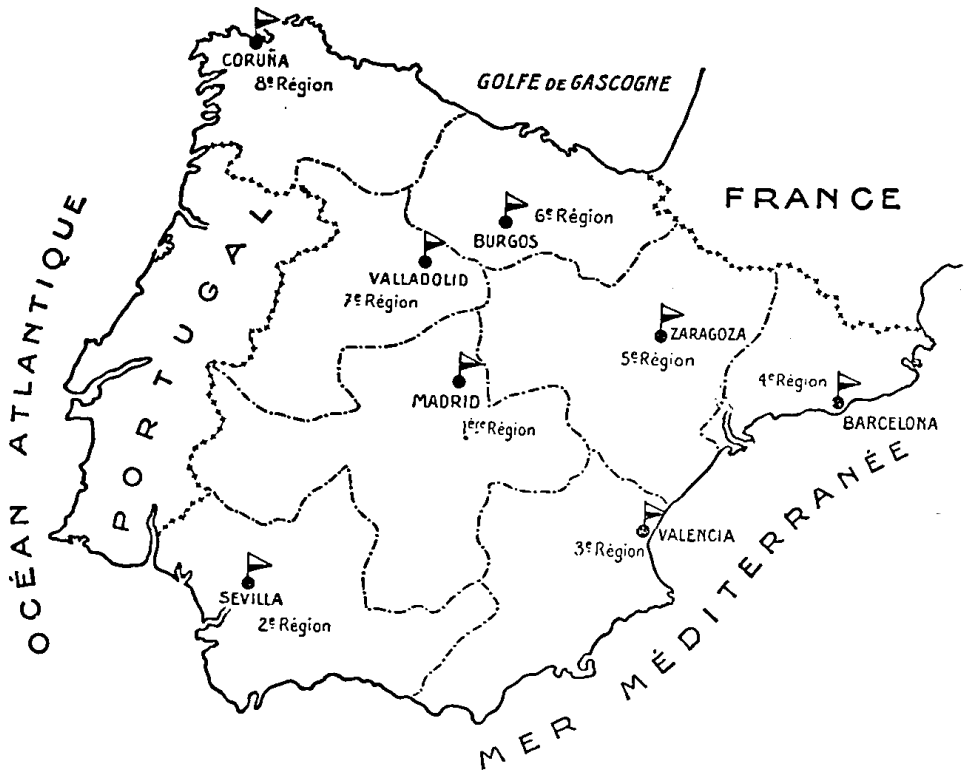 CORUÑA
8e Région
GOLFE DE GASCOGNE
FRANCE
6e Région
BURGOS
VALLADOLID
7e Région
ZARAGOZA
5e Région
4e Région
BARCELONA
MADRID
1ère Région
VALENCIA
3e Région
SEVILLA
2e Région
PORTUGAL
OCÉAN ATLANTIQUE
MER MÉDITERRANÉE